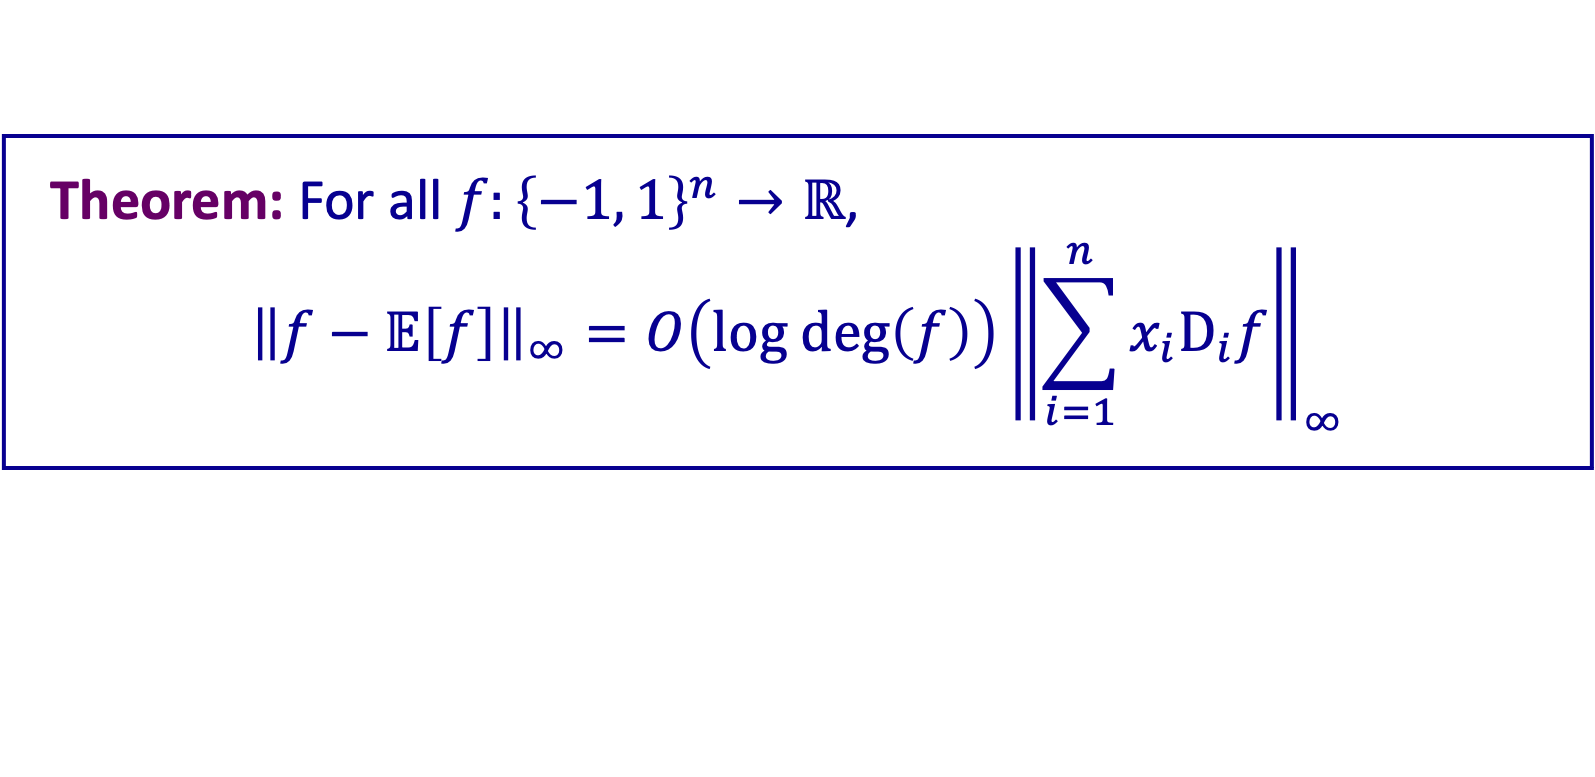 Theorem: For all 𝑓: {−1, 1}ⁿ → ℝ,
‖𝑓 − 𝔼[𝑓]‖_∞ = 𝑂(log deg(𝑓)) ‖∑_{𝑖=1}^{𝑛} 𝑥_𝑖 D_𝑖 𝑓‖_∞